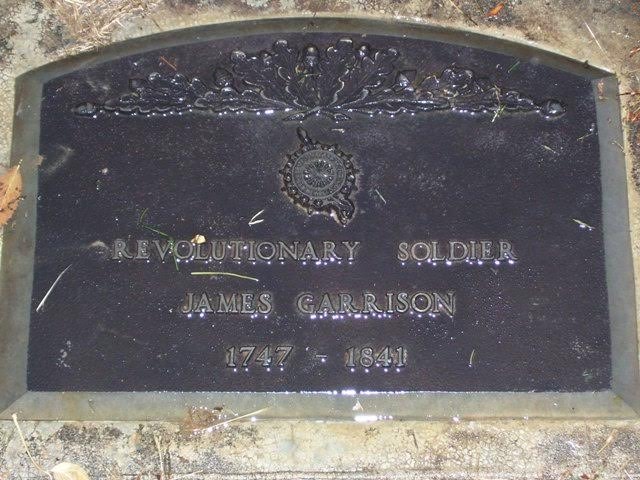 REVOLUTIONARY SOLDIER
JAMES GARRISON
1747 - 1841